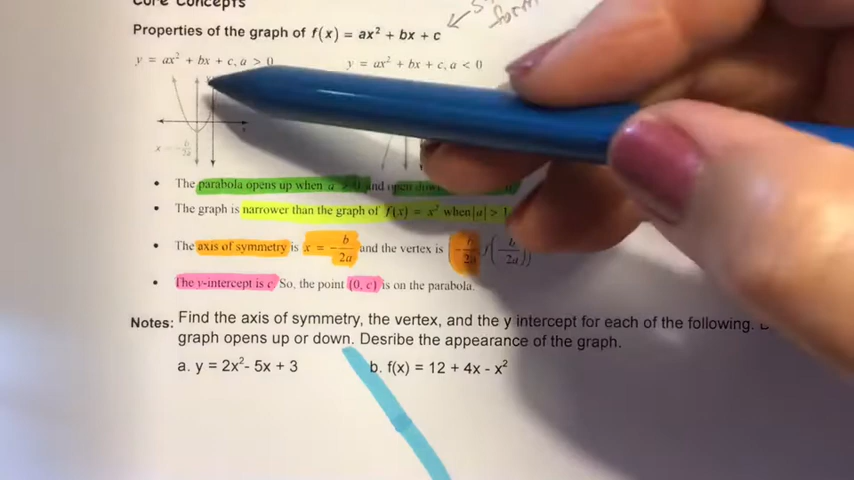 Core Concepts
Properties of the graph of f(x) = ax² + bx + c
form
y = ax² + bx + c, a > 0
y = ax² + bx + c, a < 0
• The parabola opens up when a > 0 and open
• The graph is narrower than the graph of f(x) = x² when |a| > 1
• The axis of symmetry is x = -b/2a and the vertex is (-b/2a, f(-b/2a))
• The y-intercept is c. So, the point (0, c) is on the parabola.
Notes: Find the axis of symmetry, the vertex, and the y intercept for each of the following.
graph opens up or down. Desribe the appearance of the graph.
a. y = 2x² - 5x + 3
b. f(x) = 12 + 4x - x²